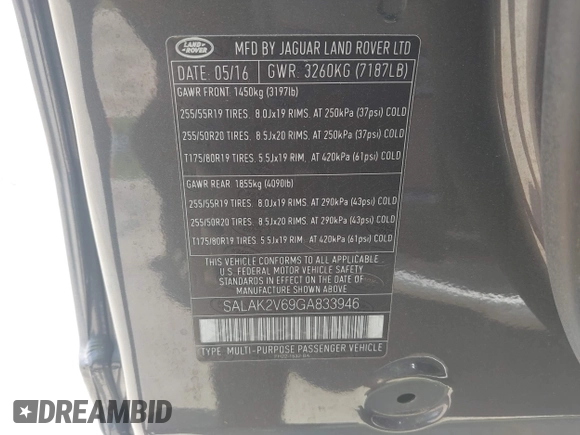 LAND
ROVER
MFD BY JAGUAR LAND ROVER LTD
DATE: 05/16 GWR. 3260KG (7187LB)
GAWR FRONT 1450kg (3197lb)
255/55R19 TIRES. 8.0Jx19 RIMS. AT 250kPa (37psi) COLD
255/50R20 TIRES. 8.5Jx20 RIMS. AT 250kPa (37psi) COLD
T175/80R19 TIRES. 5.5Jx19 RIM. AT 420kPa (61psi) COLD
GAWR REAR 1855kg (4090lb)
255/55R19 TIRES. 8.0Jx19 RIMS. AT 290kPa (43psi) COLD
255/50R20 TIRES. 8.5Jx20 RIMS. AT 290kPa (43psi) COLD
T175/80R19 TIRES 5.5Jx19 RIM AT 420kPa (61psi) COLD
THIS VEHICLE CONFORMS TO ALL APPLICABLE
U.S. FEDERAL MOTOR VEHICLE SAFETY
STANDARDS IN EFFECT ON THE DATE OF
MANUFACTURE SHOWN ABOVE.
SALAK2V69GA833946
TYPE: MULTI-PURPOSE PASSENGER VEHICLE
DREAMBID